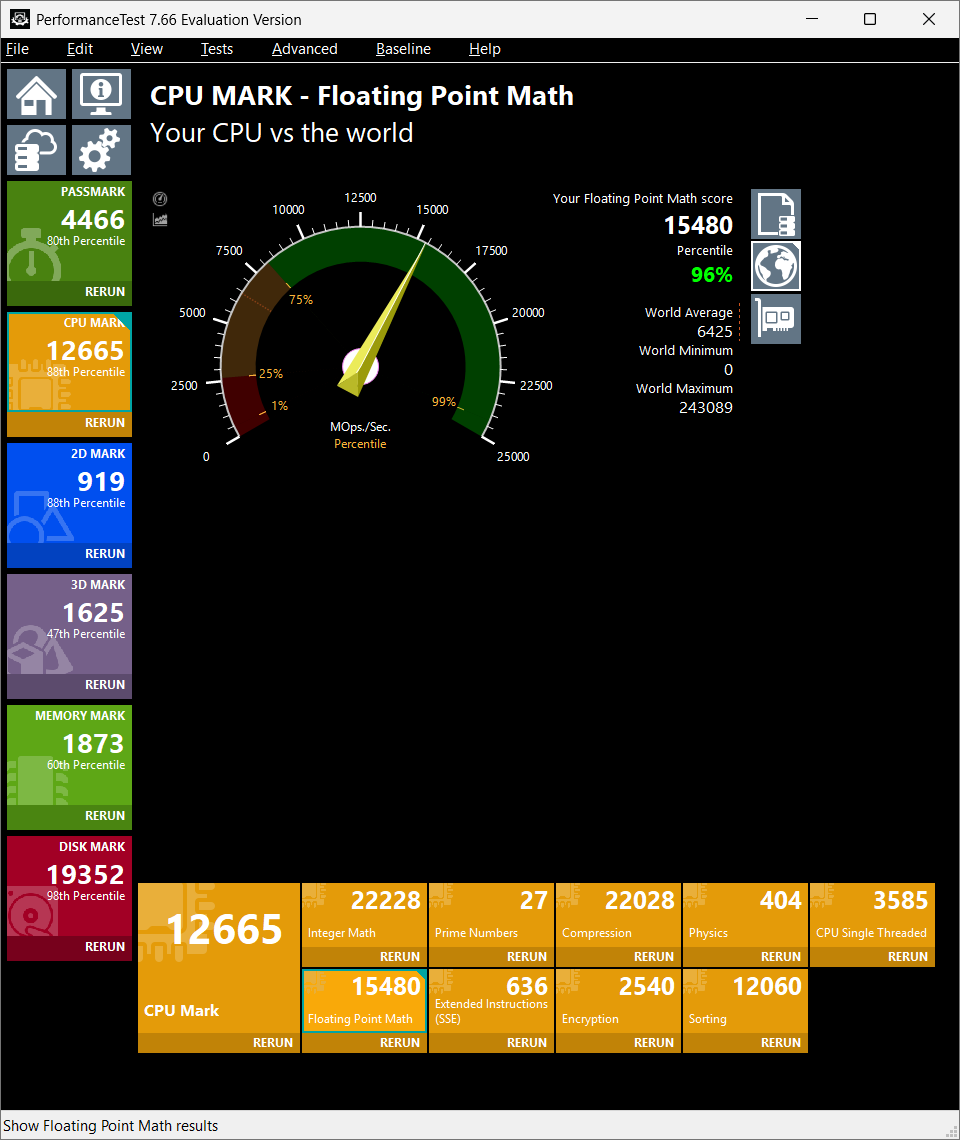 PerformanceTest 7.66 Evaluation Version
File Edit View Tests Advanced Baseline Help
CPU MARK - Floating Point Math
Your CPU vs the world
PASSMARK
4466
80th Percentile
RERUN
CPU MARK
12665
88th Percentile
RERUN
2D MARK
919
88th Percentile
RERUN
3D MARK
1625
47th Percentile
RERUN
MEMORY MARK
1873
60th Percentile
RERUN
DISK MARK
19352
98th Percentile
RERUN
0
2500
5000
7500
10000
12500
15000
17500
20000
22500
25000
1%
25%
75%
99%
MOps./Sec.
Percentile
Your Floating Point Math score
15480
Percentile
96%
World Average
6425
World Minimum
0
World Maximum
243089
12665
CPU Mark
RERUN
22228
Integer Math
RERUN
27
Prime Numbers
RERUN
22028
Compression
RERUN
404
Physics
RERUN
3585
CPU Single Threaded
RERUN
15480
Floating Point Math
RERUN
636
Extended Instructions
(SSE)
RERUN
2540
Encryption
RERUN
12060
Sorting
RERUN
Show Floating Point Math results